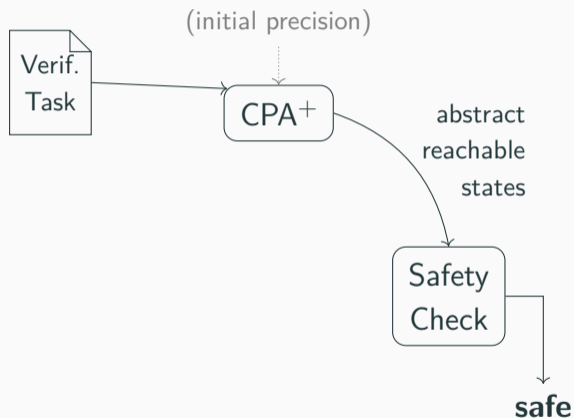 (initial precision)
Verif.
Task
CPA+
abstract
reachable
states
Safety
Check
safe